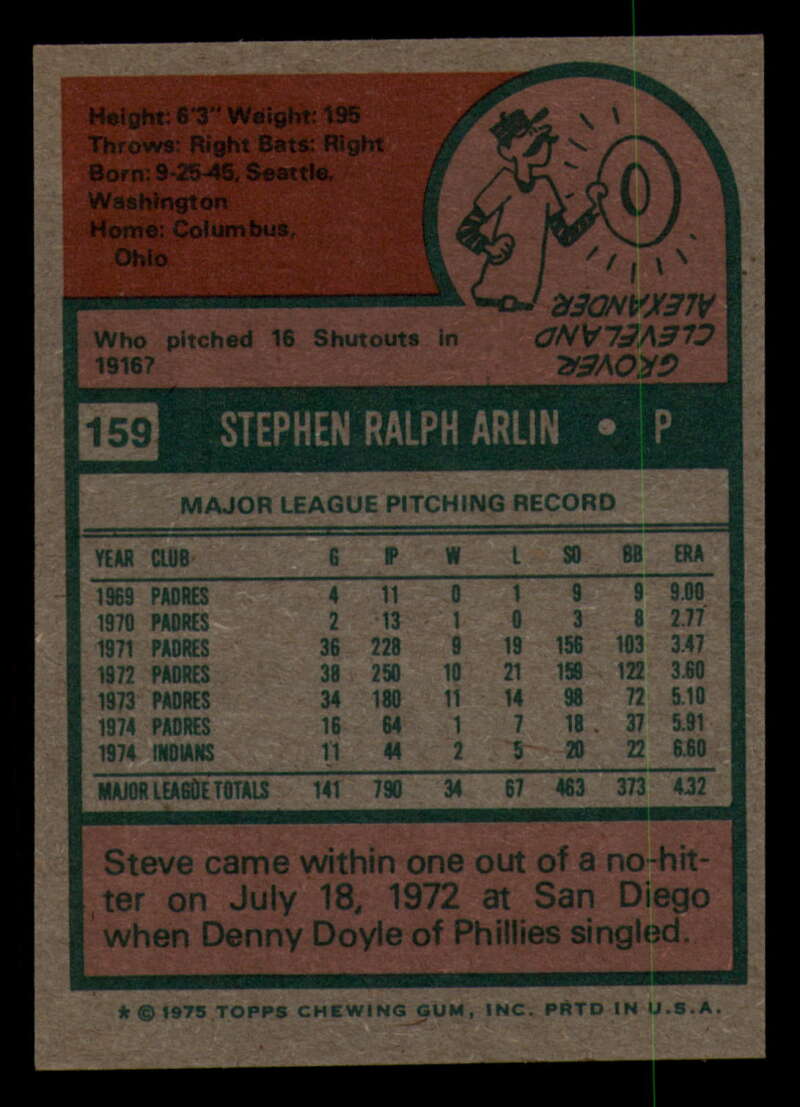 Height: 6'3" Weight: 195
Throws: Right Bats: Right
Born: 9-25-45, Seattle,
Washington
Home: Columbus,
Ohio
Who pitched 16 Shutouts in
1916?
GROVER
CLEVELAND
ALEXANDER
159 STEPHEN RALPH ARLIN • P
MAJOR LEAGUE PITCHING RECORD
YEAR CLUB G IP W L SO BB ERA
1969 PADRES 4 11 0 1 9 9 9.00
1970 PADRES 2 13 1 0 3 8 2.77
1971 PADRES 36 228 9 19 156 103 3.47
1972 PADRES 38 250 10 21 159 122 3.60
1973 PADRES 34 180 11 14 98 72 5.10
1974 PADRES 16 64 1 7 18 37 5.91
1974 INDIANS 11 44 2 5 20 22 6.60
MAJOR LEAGUE TOTALS 141 790 34 67 463 373 4.32
Steve came within one out of a no-hit-
ter on July 18, 1972 at San Diego
when Denny Doyle of Phillies singled.
* © 1975 TOPPS CHEWING GUM, INC. PRTD IN U.S.A.